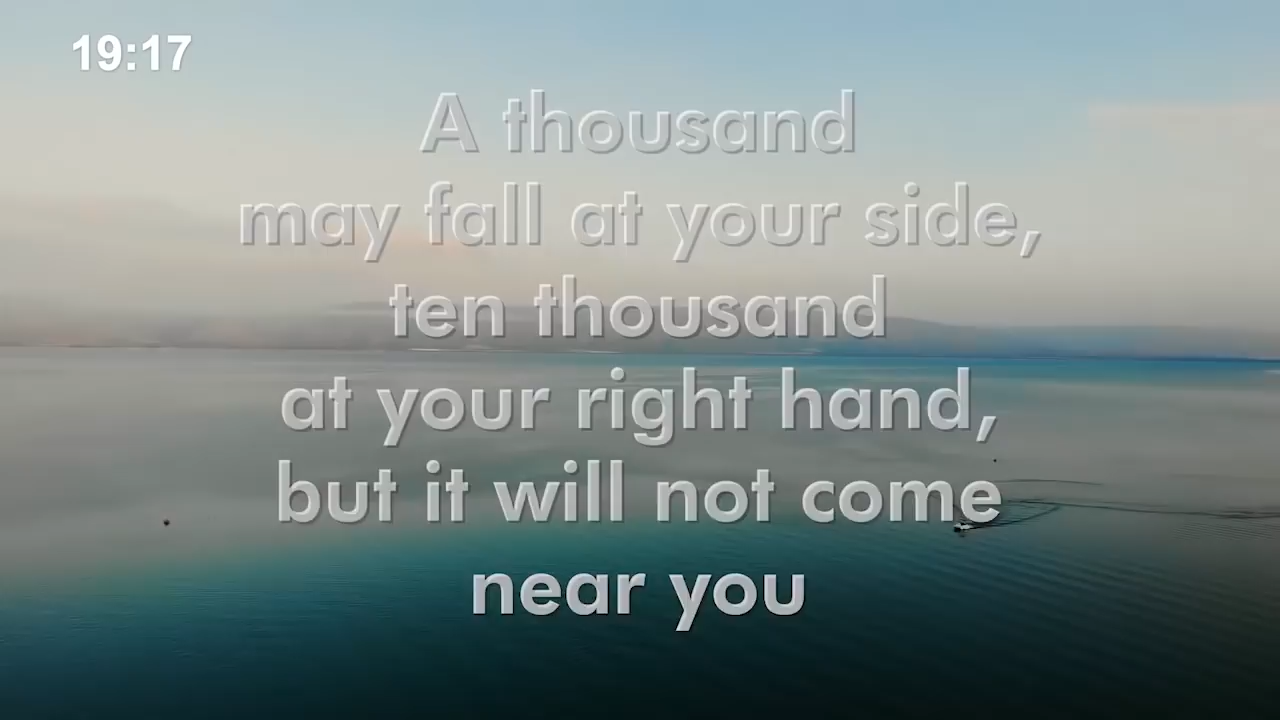 19:17
A thousand
may fall at your side,
ten thousand
at your right hand,
but it will not come
near you